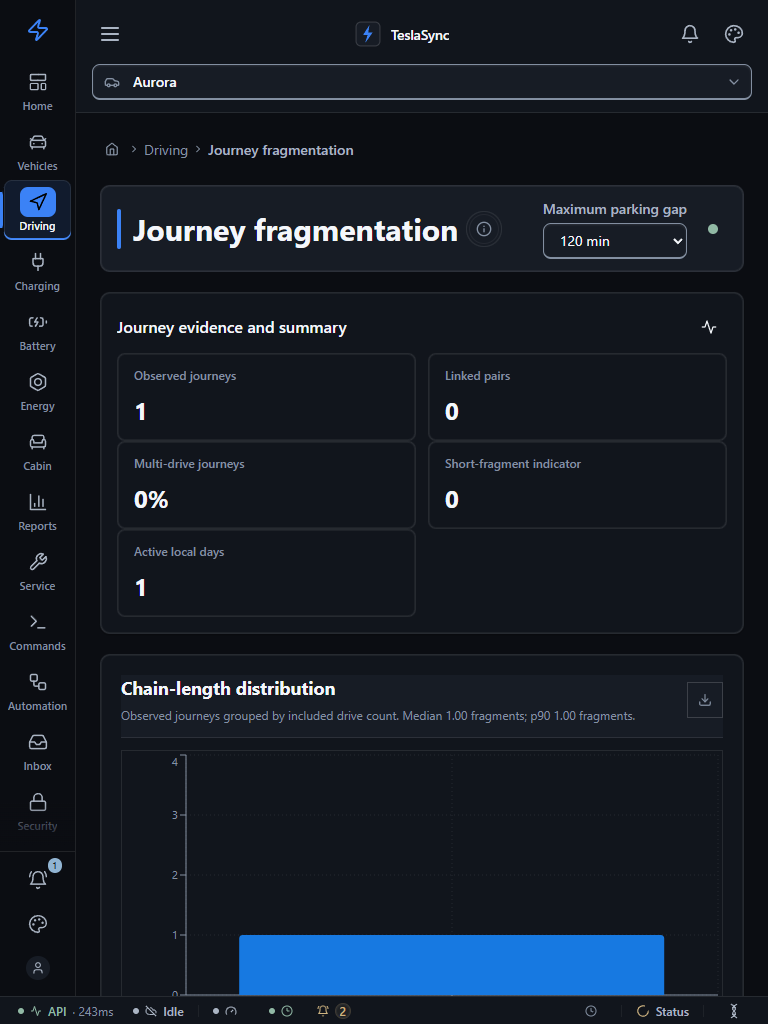 TeslaSync
Aurora
Home
Vehicles
Driving
Charging
Battery
Energy
Cabin
Reports
Service
Commands
Automation
Inbox
Security
1
Driving
Journey fragmentation
Journey fragmentation
Maximum parking gap
120 min
Journey evidence and summary
Observed journeys
1
Linked pairs
0
Multi-drive journeys
0%
Short-fragment indicator
0
Active local days
1
Chain-length distribution
Observed journeys grouped by included drive count. Median 1.00 fragments; p90 1.00 fragments.
4
3
2
1
0
API · 243ms
Idle
2
Status